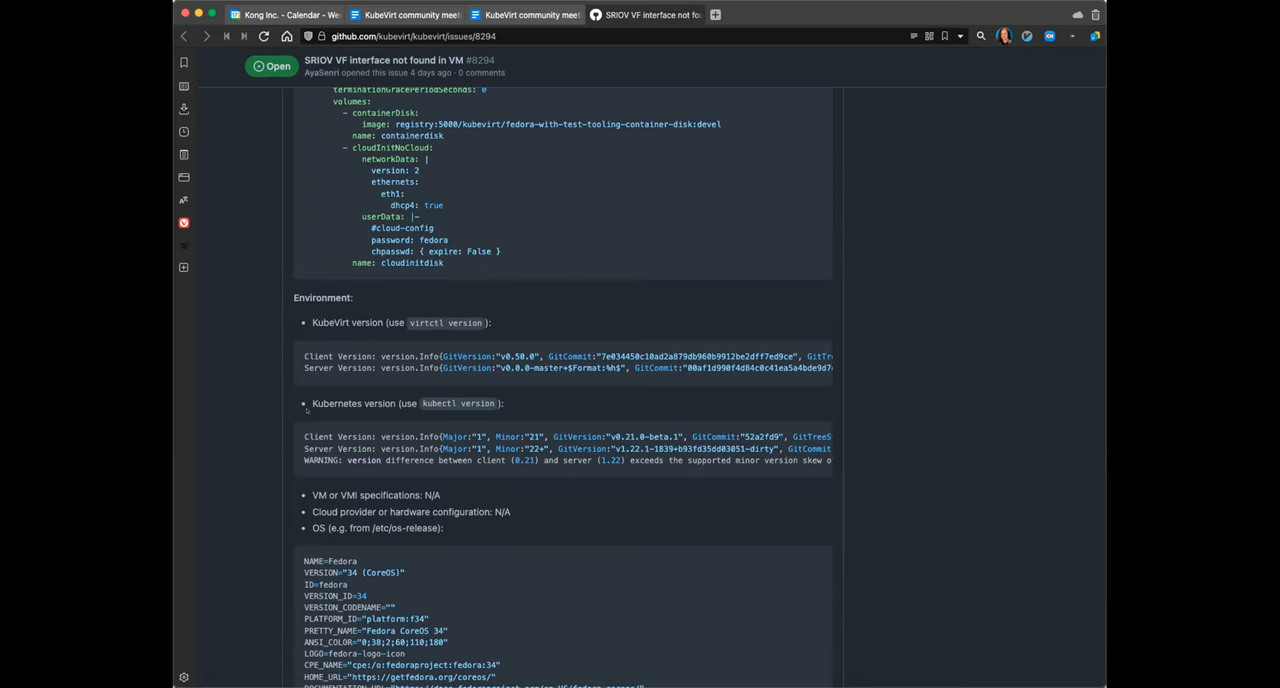 Kong Inc. - Calendar - We
KubeVirt community meet
KubeVirt community meet
SRIOV VF interface not fou
github.com/kubevirt/kubevirt/issues/8294
Open
SRIOV VF interface not found in VM #8294
AyaSenri opened this issue 4 days ago · 0 comments
terminationGracePeriodSeconds: 0
volumes:
- containerDisk:
image: registry:5000/kubevirt/fedora-with-test-tooling-container-disk:devel
name: containerdisk
- cloudInitNoCloud:
networkData: |
version: 2
ethernets:
eth1:
dhcp4: true
userData: |-
#cloud-config
password: fedora
chpasswd: { expire: False }
name: cloudinitdisk
Environment:
• KubeVirt version (use virtctl version):
Client Version: version.Info{GitVersion:"v0.50.0", GitCommit:"7e034450c10ad2a879db960b9912be2dff7ed9ce", GitTre
Server Version: version.Info{GitVersion:"v0.0.0-master+$Format:%h$", GitCommit:"00af1d990f4d84c0c41ea5a4bde9d7
• Kubernetes version (use kubectl version):
Client Version: version.Info{Major:"1", Minor:"21", GitVersion:"v0.21.0-beta.1", GitCommit:"52a2fd9", GitTreeS
Server Version: version.Info{Major:"1", Minor:"22+", GitVersion:"v1.22.1-1839+b93fd35dd03051-dirty", GitCommit
WARNING: version difference between client (0.21) and server (1.22) exceeds the supported minor version skew o
• VM or VMI specifications: N/A
• Cloud provider or hardware configuration: N/A
• OS (e.g. from /etc/os-release):
NAME=Fedora
VERSION="34 (CoreOS)"
ID=fedora
VERSION_ID=34
VERSION_CODENAME=""
PLATFORM_ID="platform:f34"
PRETTY_NAME="Fedora CoreOS 34"
ANSI_COLOR="0;38;2;60;110;180"
LOGO=fedora-logo-icon
CPE_NAME="cpe:/o:fedoraproject:fedora:34"
HOME_URL="https://getfedora.org/coreos/"